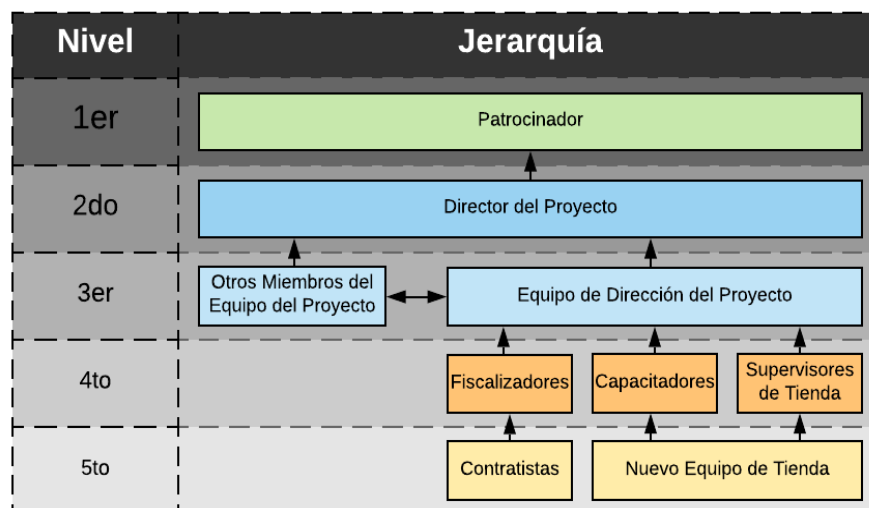 Nivel
Jerarquía
1er
Patrocinador
2do
Director del Proyecto
3er
Otros Miembros del
Equipo del Proyecto
Equipo de Dirección del Proyecto
4to
Fiscalizadores
Capacitadores
Supervisores
de Tienda
5to
Contratistas
Nuevo Equipo de Tienda